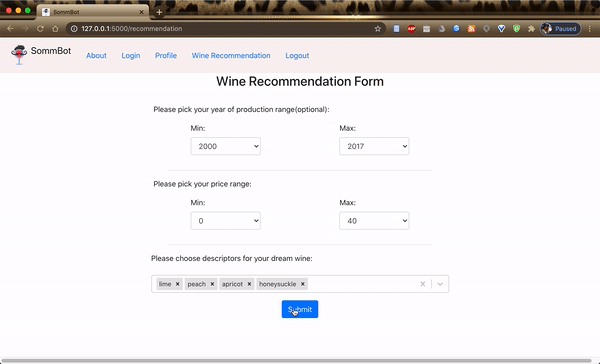 SommBot
127.0.0.1:5000/recommendation
ABP
Paused
SommBot
About Login Profile Wine Recommendation Logout
Wine Recommendation Form
Please pick your year of production range(optional):
Min: Max:
2000 2017
Please pick your price range:
Min: Max:
0 40
Please choose descriptors for your dream wine:
lime × peach × apricot × honeysuckle ×
Submit